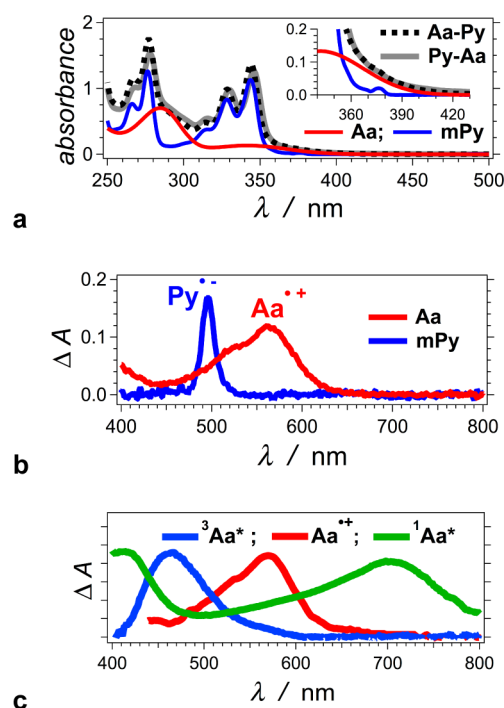 2
1
0
absorbance
250
300
350
400
450
500
λ / nm
0.2
0.1
0.0
360
390
420
Aa-Py
Py-Aa
Aa; mPy
a
0.2
0.1
0.0
Δ A
Py•-
Aa•+
Aa
mPy
400
500
600
700
800
λ / nm
b
Δ A
³Aa* ; Aa•+; ¹Aa*
400
500
600
700
800
λ / nm
c